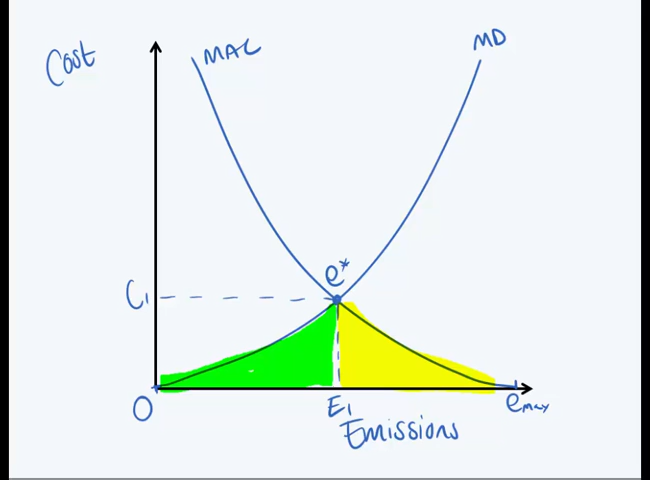 Cost
MAC
MD
e*
C₁
O
E₁
emax
Emissions